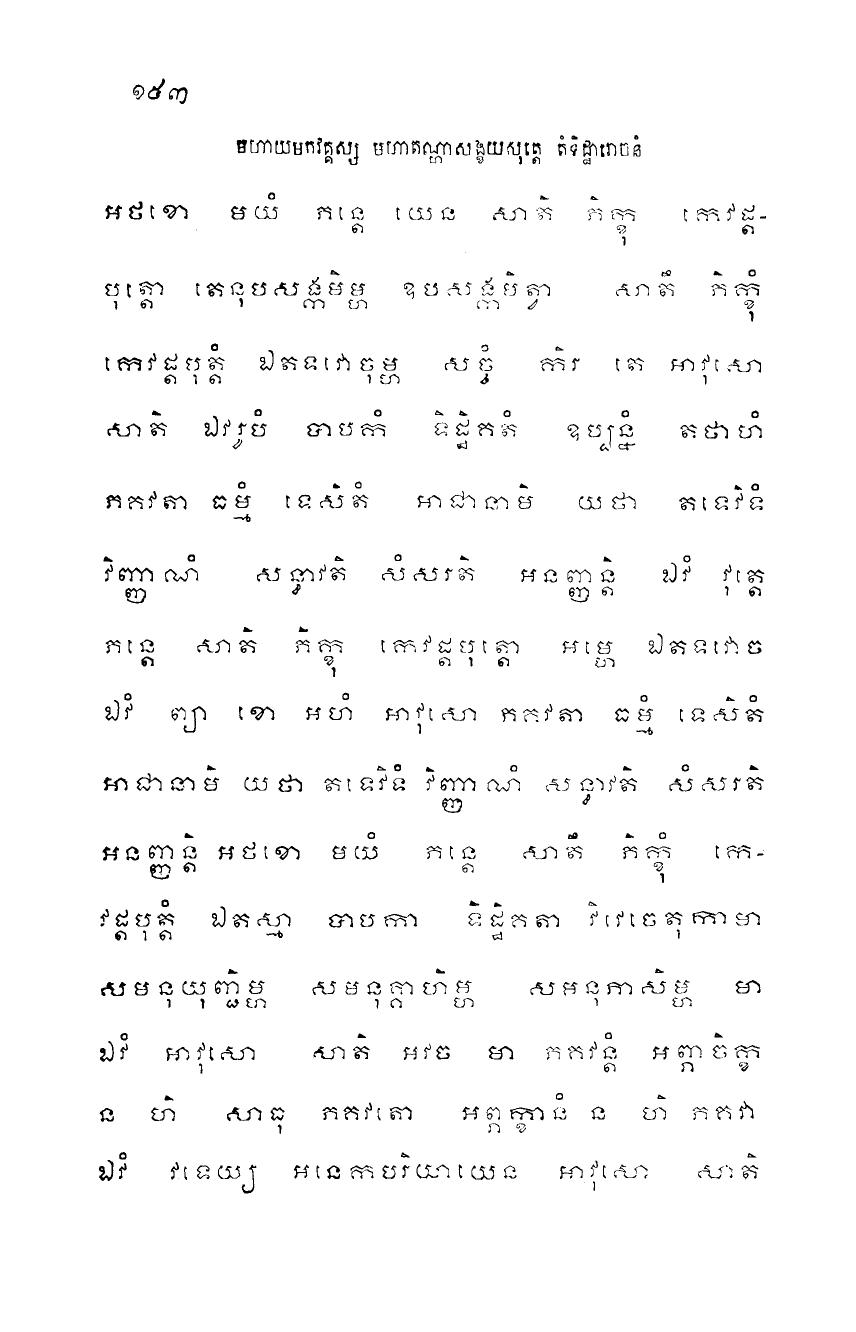 ១៥៣
មហាយមកវគ្គស្ស មហាតណ្ហាសង្ខយសុត្តេ តំទិដ្ឋារោចនំ
អថខោ មយំ ភន្តេ យេន សាតិ ភិក្ខុ កេវដ្ដ-
បុត្តោ តេនុបសង្កមិម្ហ ឧបសង្កមិត្វា សាតឹ ភិក្ខុំ
កេវដ្ដបុត្តំ ឯតទវោចុម្ហ សច្ចំ កិរ តេ អាវុសោ
សាតិ ឯវរូបំ បាបកំ ទិដ្ឋិគតំ ឧប្បន្នំ តថាហំ
ភគវតា ធម្មំ ទេសិតំ អាជានាមិ យថា តទេវិទំ
វិញ្ញាណំ សន្ធាវតិ សំសរតិ អនញ្ញន្តិ ឯវំ វុត្តេ
ភន្តេ សាតិ ភិក្ខុ កេវដ្ដបុត្តោ អម្ហេ ឯតទវោច
ឯវំ ព្យា ខោ អហំ អាវុសោ ភគវតា ធម្មំ ទេសិតំ
អាជានាមិ យថា តទេវិទំ វិញ្ញាណំ សន្ធាវតិ សំសរតិ
អនញ្ញន្តិ អថខោ មយំ ភន្តេ សាតឹ ភិក្ខុំ កេ-
វដ្ដបុត្តំ ឯតស្មា បាបកា ទិដ្ឋិគតា វិវេចេតុកាមា
សមនុយុញ្ជិម្ហ សមនុគ្គាហិម្ហ សមនុភាសិម្ហ មា
ឯវំ អាវុសោ សាតិ អវច មា ភគវន្តំ អព្ភាចិក្ខ
ន ហិ សាធុ ភគវតោ អព្ភក្ខានំ ន ហិ ភគវា
ឯវំ វទេយ្យ អនេកាបរិយាយេន អាវុសោ សាតិ